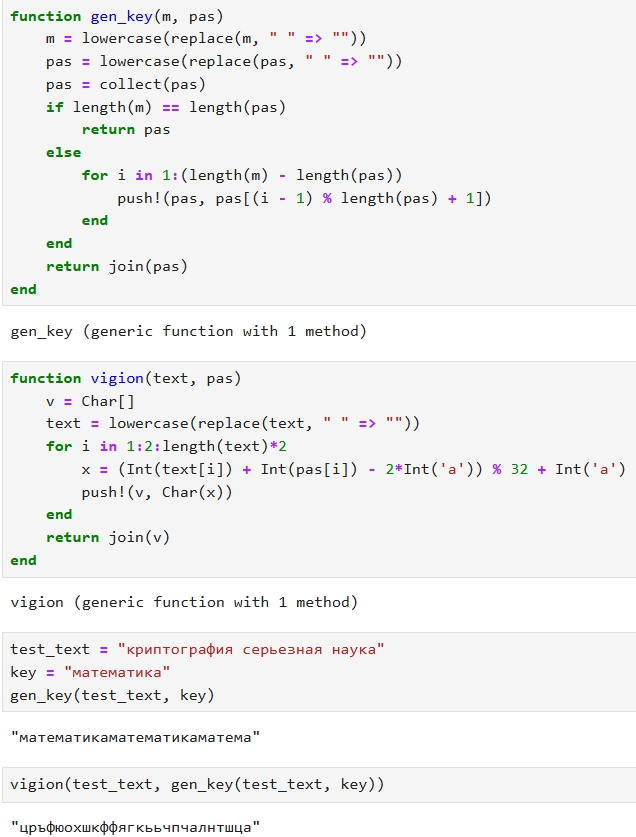 function gen_key(m, pas)
    m = lowercase(replace(m, " " => ""))
    pas = lowercase(replace(pas, " " => ""))
    pas = collect(pas)
    if length(m) == length(pas)
        return pas
    else
        for i in 1:(length(m) - length(pas))
            push!(pas, pas[(i - 1) % length(pas) + 1])
        end
    end
    return join(pas)
end
gen_key (generic function with 1 method)
function vigion(text, pas)
    v = Char[]
    text = lowercase(replace(text, " " => ""))
    for i in 1:2:length(text)*2
        x = (Int(text[i]) + Int(pas[i]) - 2*Int('а')) % 32 + Int('а')
        push!(v, Char(x))
    end
    return join(v)
end
vigion (generic function with 1 method)
test_text = "криптография серьезная наука"
key = "математика"
gen_key(test_text, key)
"математикаматематикаматема"
vigion(test_text, gen_key(test_text, key))
"цръфюохшкффягкььчпчалнтшца"